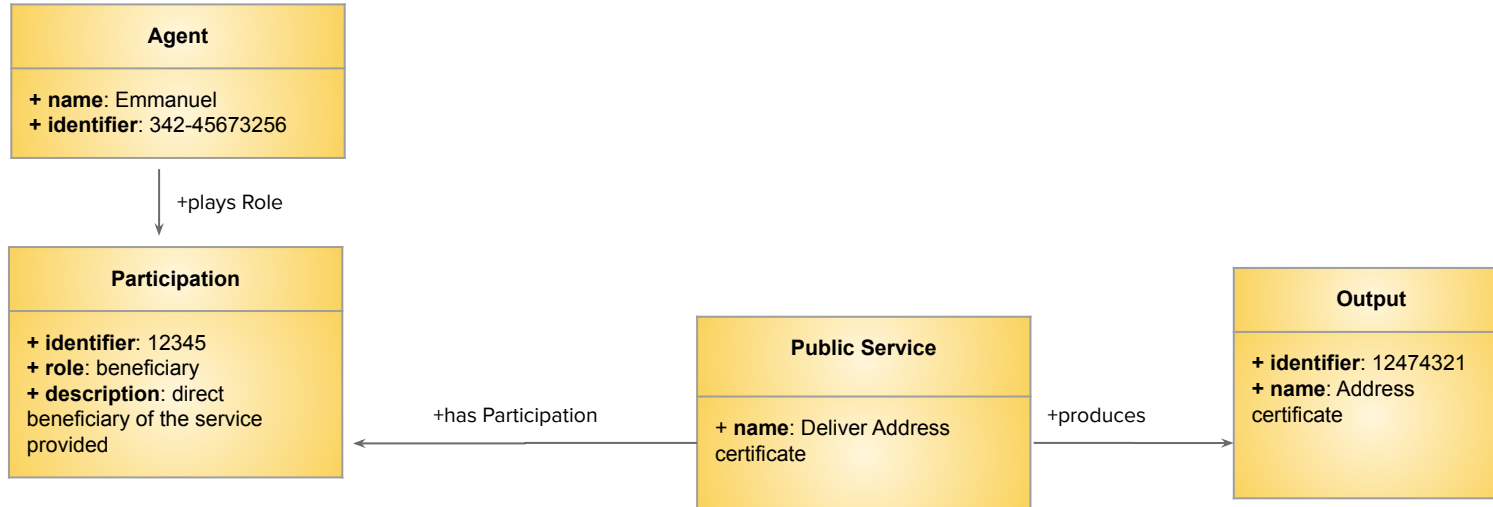 Agent
+ name: Emmanuel
+ identifier: 342-45673256
+plays Role
Participation
+ identifier: 12345
+ role: beneficiary
+ description: direct
beneficiary of the service
provided
+has Participation
Public Service
+ name: Deliver Address
certificate
+produces
Output
+ identifier: 12474321
+ name: Address
certificate